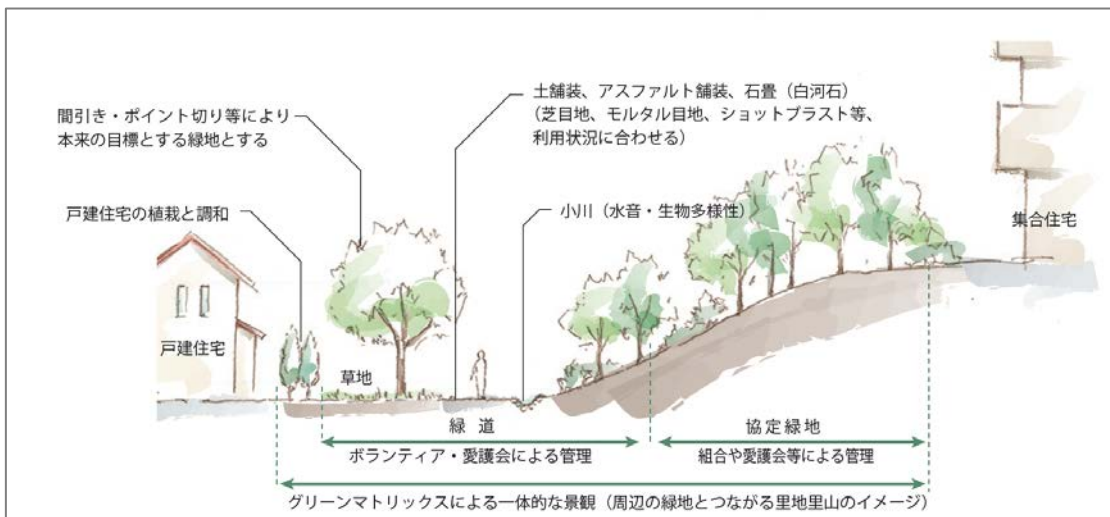 間引き・ポイント切り等により
本来の目標とする緑地とする
土舗装、アスファルト舗装、石畳（白河石）
（芝目地、モルタル目地、ショットブラスト等、
利用状況に合わせる）
戸建住宅の植栽と調和
小川（水音・生物多様性）
集合住宅
戸建住宅
草地
緑 道
協定緑地
ボランティア・愛護会による管理
組合や愛護会等による管理
グリーンマトリックスによる一体的な景観（周辺の緑地とつながる里地里山のイメージ）